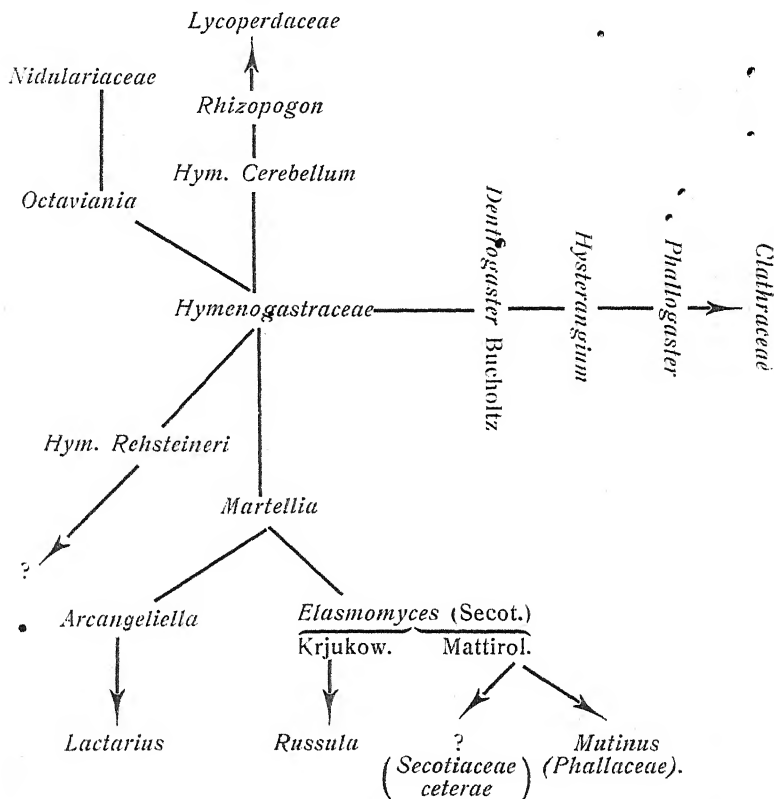 Lycoperdaceae
Nidulariaceae
Rhizopogon
Hym. Cerebellum
Octaviania
Dentrogaster Bucholtz
Hysterangium
Phallogaster
Clathraceae
Hymenogastraceae
Hym. Rehsteineri
Martellia
?
Arcangeliella
Elasmomyces (Secot.)
Krjukow. Mattirol.
Lactarius
Russula
?
Mutinus
(Secotiaceae
ceterae)
(Phallaceae).